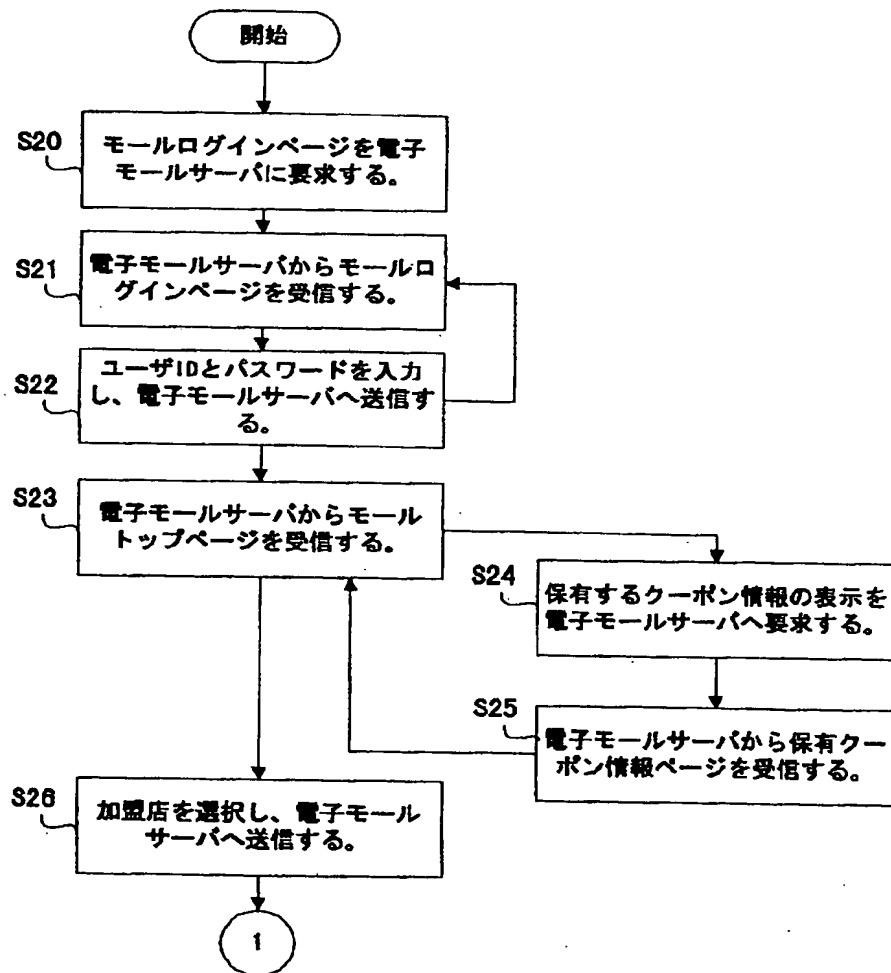 開始
S20
モールログインページを電子
モールサーバに要求する。
S21
電子モールサーバからモールロ
グインページを受信する。
S22
ユーザIDとパスワードを入力
し、電子モールサーバへ送信す
る。
S23
電子モールサーバからモール
トップページを受信する。
S24
保有するクーポン情報の表示を
電子モールサーバへ要求する。
S25
電子モールサーバから保有クー
ポン情報ページを受信する。
S26
加盟店を選択し、電子モール
サーバへ送信する。
1